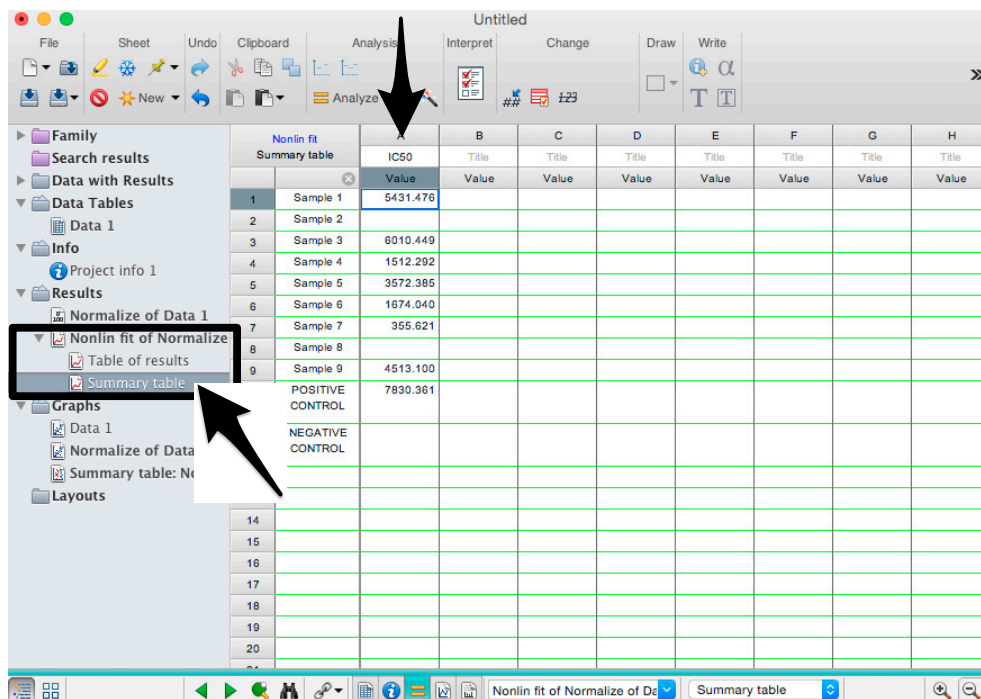 Untitled
File Sheet Undo Clipboard Analysis Interpret Change Draw Write
α
New Analyze ## 123 T T
Family
Search results
Data with Results
Data Tables
Data 1
Info
Project info 1
Results
Normalize of Data 1
Nonlin fit of Normalize
Table of results
Summary table
Graphs
Data 1
Normalize of Data
Summary table: No
Layouts
Nonlin fit A B C D E F G H
Summary table IC50 Title Title Title Title Title Title Title
Value Value Value Value Value Value Value Value
1 Sample 1 5431.476
2 Sample 2
3 Sample 3 6010.449
4 Sample 4 1512.292
5 Sample 5 3572.385
6 Sample 6 1674.040
7 Sample 7 355.621
8 Sample 8
9 Sample 9 4513.100
POSITIVE 7830.361
CONTROL
NEGATIVE
CONTROL
14
15
16
17
18
19
20
Nonlin fit of Normalize of Da Summary table